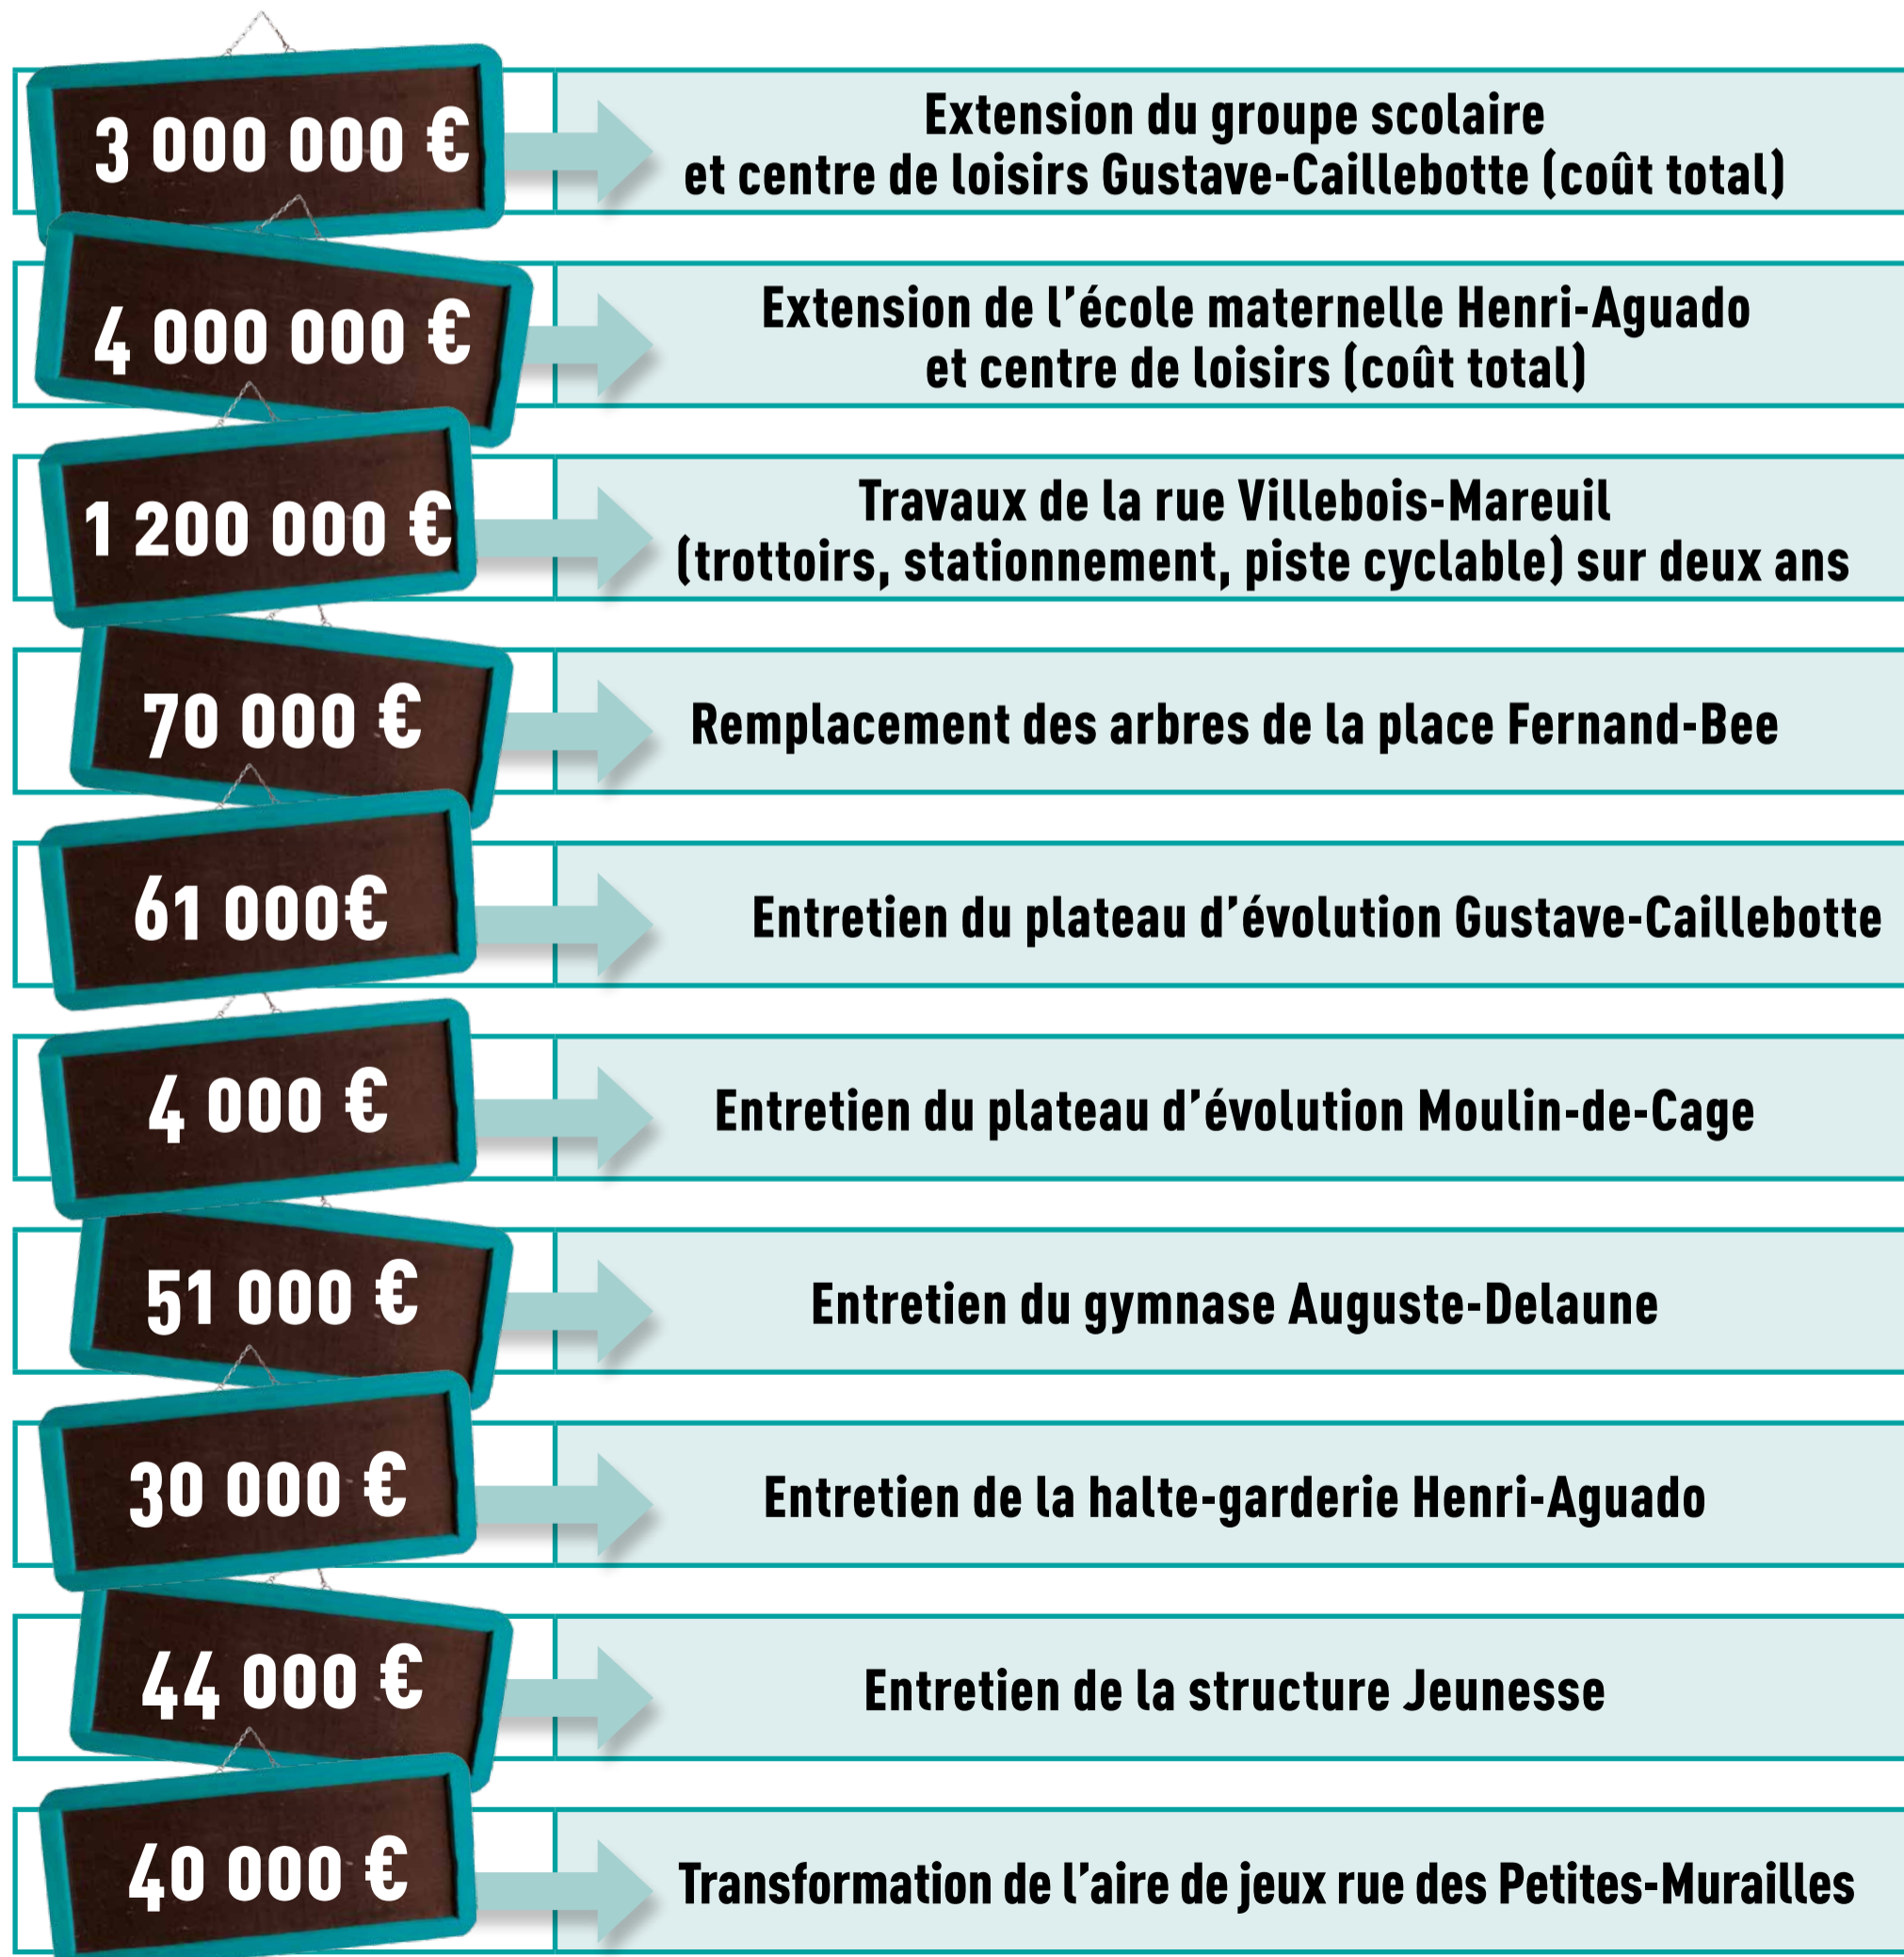 3 000 000 €
Extension du groupe scolaire
et centre de loisirs Gustave-Caillebotte (coût total)
4 000 000 €
Extension de l’école maternelle Henri-Aguado
et centre de loisirs (coût total)
1 200 000 €
Travaux de la rue Villebois-Mareuil
(trottoirs, stationnement, piste cyclable) sur deux ans
70 000 €
Remplacement des arbres de la place Fernand-Bee
61 000€
Entretien du plateau d’évolution Gustave-Caillebotte
4 000 €
Entretien du plateau d’évolution Moulin-de-Cage
51 000 €
Entretien du gymnase Auguste-Delaune
30 000 €
Entretien de la halte-garderie Henri-Aguado
44 000 €
Entretien de la structure Jeunesse
40 000 €
Transformation de l’aire de jeux rue des Petites-Murailles